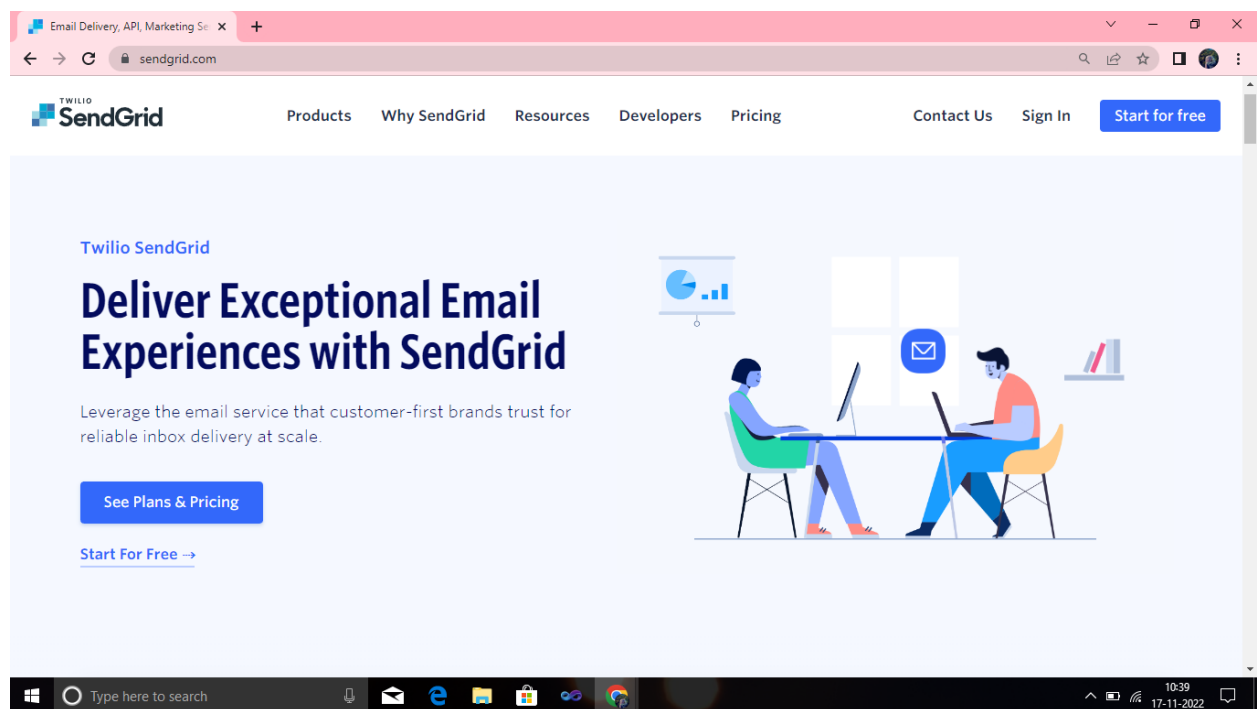 Email Delivery, API, Marketing Se
sendgrid.com
TWILIO
SendGrid
Products Why SendGrid Resources Developers Pricing Contact Us Sign In Start for free
Twilio SendGrid
Deliver Exceptional Email
Experiences with SendGrid
Leverage the email service that customer-first brands trust for
reliable inbox delivery at scale.
See Plans & Pricing
Start For Free →
Type here to search
10:39
17-11-2022